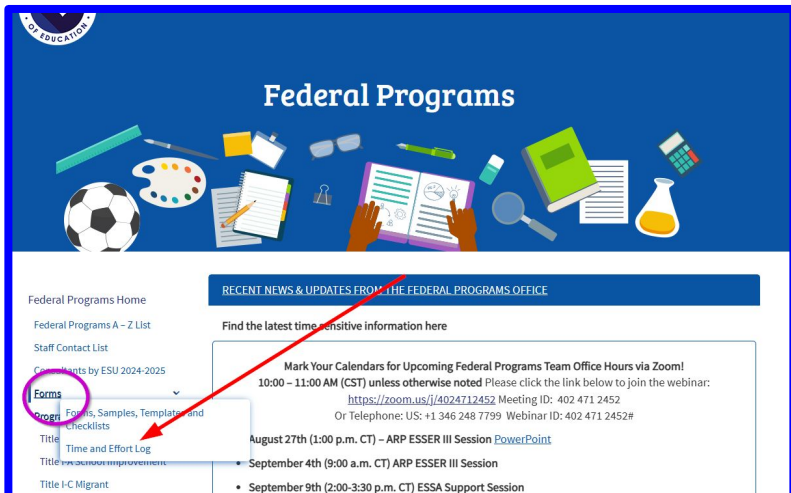 OF EDUCATION
Federal Programs
Federal Programs Home
Federal Programs A – Z List
Staff Contact List
Consultants by ESU 2024-2025
Forms
Forms, Samples, Templates and
Checklists
Time and Effort Log
Title
Title I-A School Improvement
Title I-C Migrant
RECENT NEWS & UPDATES FROM THE FEDERAL PROGRAMS OFFICE
Find the latest time sensitive information here
Mark Your Calendars for Upcoming Federal Programs Team Office Hours via Zoom!
10:00 – 11:00 AM (CST) unless otherwise noted Please click the link below to join the webinar:
https://zoom.us/j/4024712452 Meeting ID: 402 471 2452
Or Telephone: US: +1 346 248 7799 Webinar ID: 402 471 2452#
August 27th (1:00 p.m. CT) – ARP ESSER III Session PowerPoint
• September 4th (9:00 a.m. CT) ARP ESSER III Session
• September 9th (2:00-3:30 p.m. CT) ESSA Support Session